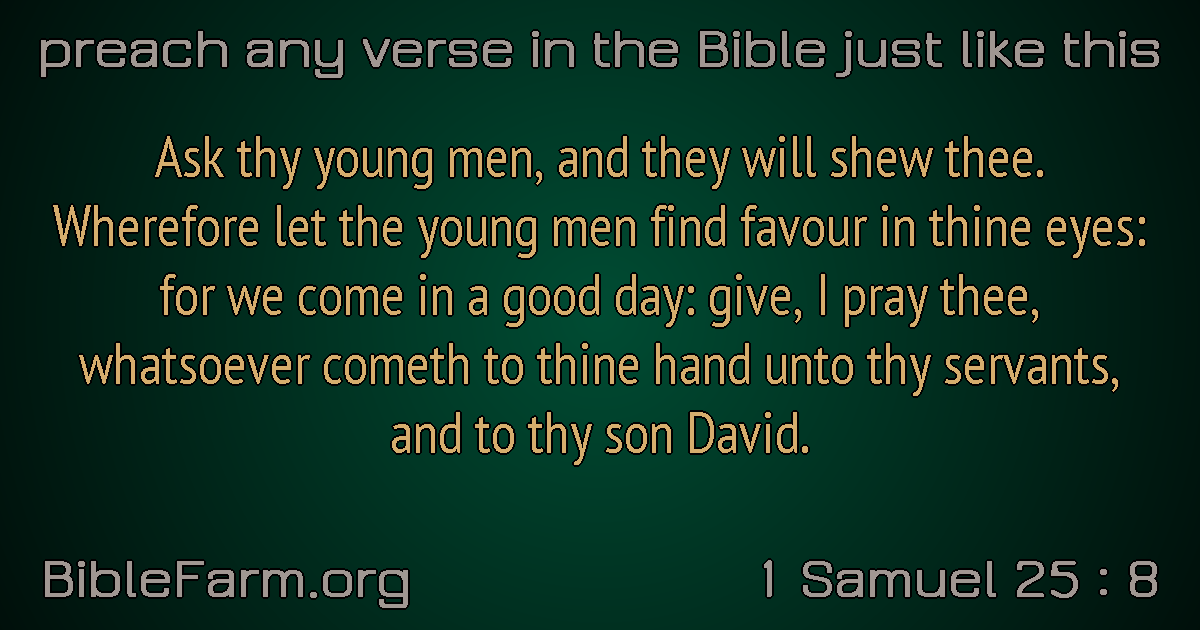 preach any verse in the Bible just like this
Ask thy young men, and they will shew thee.
Wherefore let the young men find favour in thine eyes:
for we come in a good day: give, I pray thee,
whatsoever cometh to thine hand unto thy servants,
and to thy son David.
BibleFarm.org
1 Samuel 25 : 8